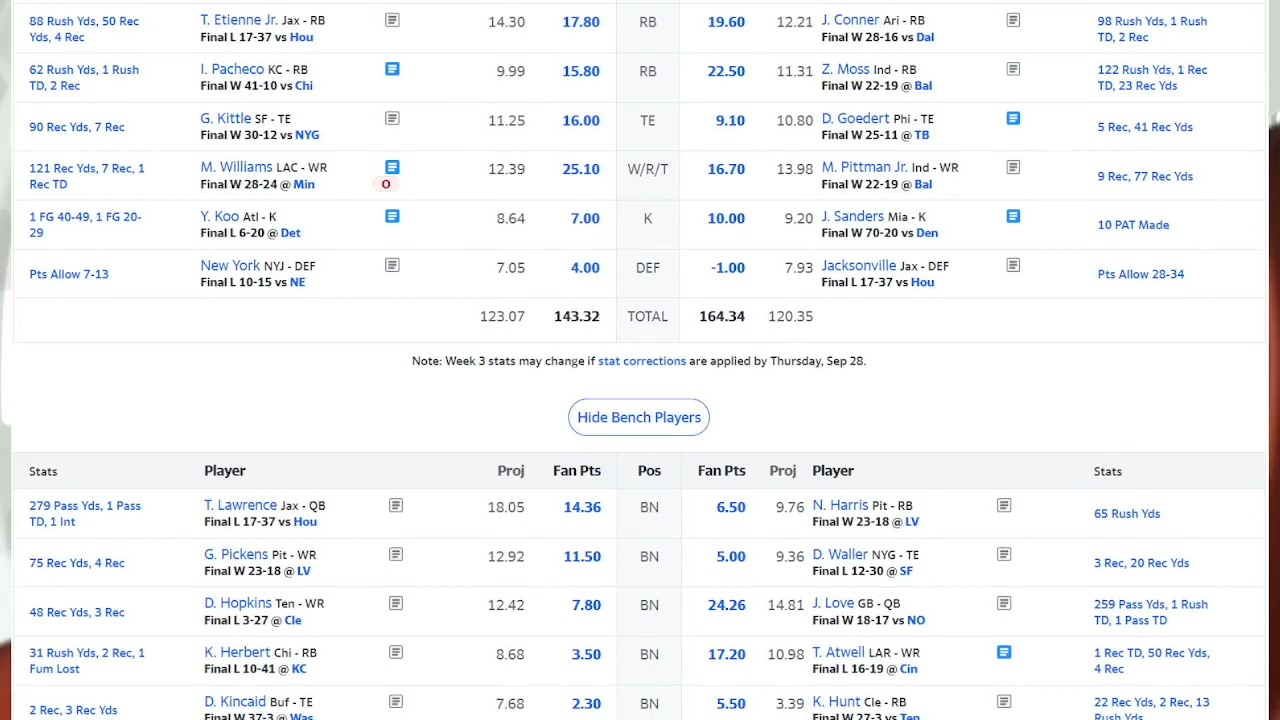 88 Rush Yds, 50 Rec T. Etienne Jr. Jax - RB 14.30 17.80 RB 19.60 12.21 J. Conner Ari - RB 98 Rush Yds, 1 Rush
Yds, 4 Rec Final L 17-37 vs Hou Final W 28-16 vs Dal TD, 2 Rec
62 Rush Yds, 1 Rush I. Pacheco KC - RB 9.99 15.80 RB 22.50 11.31 Z. Moss Ind - RB 122 Rush Yds, 1 Rec
TD, 2 Rec Final W 41-10 vs Chi Final W 22-19 @ Bal TD, 23 Rec Yds
90 Rec Yds, 7 Rec G. Kittle SF - TE 11.25 16.00 TE 9.10 10.80 D. Goedert Phi - TE 5 Rec, 41 Rec Yds
Final W 30-12 vs NYG Final W 25-11 @ TB
121 Rec Yds, 7 Rec, 1 M. Williams LAC - WR 12.39 25.10 W/R/T 16.70 13.98 M. Pittman Jr. Ind - WR 9 Rec, 77 Rec Yds
Rec TD Final W 28-24 @ Min O Final W 22-19 @ Bal
1 FG 40-49, 1 FG 20- Y. Koo Atl - K 8.64 7.00 K 10.00 9.20 J. Sanders Mia - K 10 PAT Made
29 Final L 6-20 @ Det Final W 70-20 vs Den
Pts Allow 7-13 New York NYJ - DEF 7.05 4.00 DEF -1.00 7.93 Jacksonville Jax - DEF Pts Allow 28-34
Final L 10-15 vs NE Final L 17-37 vs Hou
123.07 143.32 TOTAL 164.34 120.35
Note: Week 3 stats may change if stat corrections are applied by Thursday, Sep 28.
Hide Bench Players
Stats Player Proj Fan Pts Pos Fan Pts Proj Player Stats
279 Pass Yds, 1 Pass T. Lawrence Jax - QB 18.05 14.36 BN 6.50 9.76 N. Harris Pit - RB 65 Rush Yds
TD, 1 Int Final L 17-37 vs Hou Final W 23-18 @ LV
75 Rec Yds, 4 Rec G. Pickens Pit - WR 12.92 11.50 BN 5.00 9.36 D. Waller NYG - TE 3 Rec, 20 Rec Yds
Final W 23-18 @ LV Final L 12-30 @ SF
48 Rec Yds, 3 Rec D. Hopkins Ten - WR 12.42 7.80 BN 24.26 14.81 J. Love GB - QB 259 Pass Yds, 1 Rush
Final L 3-27 @ Cle Final W 18-17 vs NO TD, 1 Pass TD
31 Rush Yds, 2 Rec, 1 K. Herbert Chi - RB 8.68 3.50 BN 17.20 10.98 T. Atwell LAR - WR 1 Rec TD, 50 Rec Yds,
Fum Lost Final L 10-41 @ KC Final L 16-19 @ Cin 4 Rec
2 Rec, 3 Rec Yds D. Kincaid Buf - TE 7.68 2.30 BN 5.50 3.39 K. Hunt Cle - RB 22 Rec Yds, 2 Rec, 13
Final W 37-3 @ Was Final W 27-3 vs Ten Rush Yds